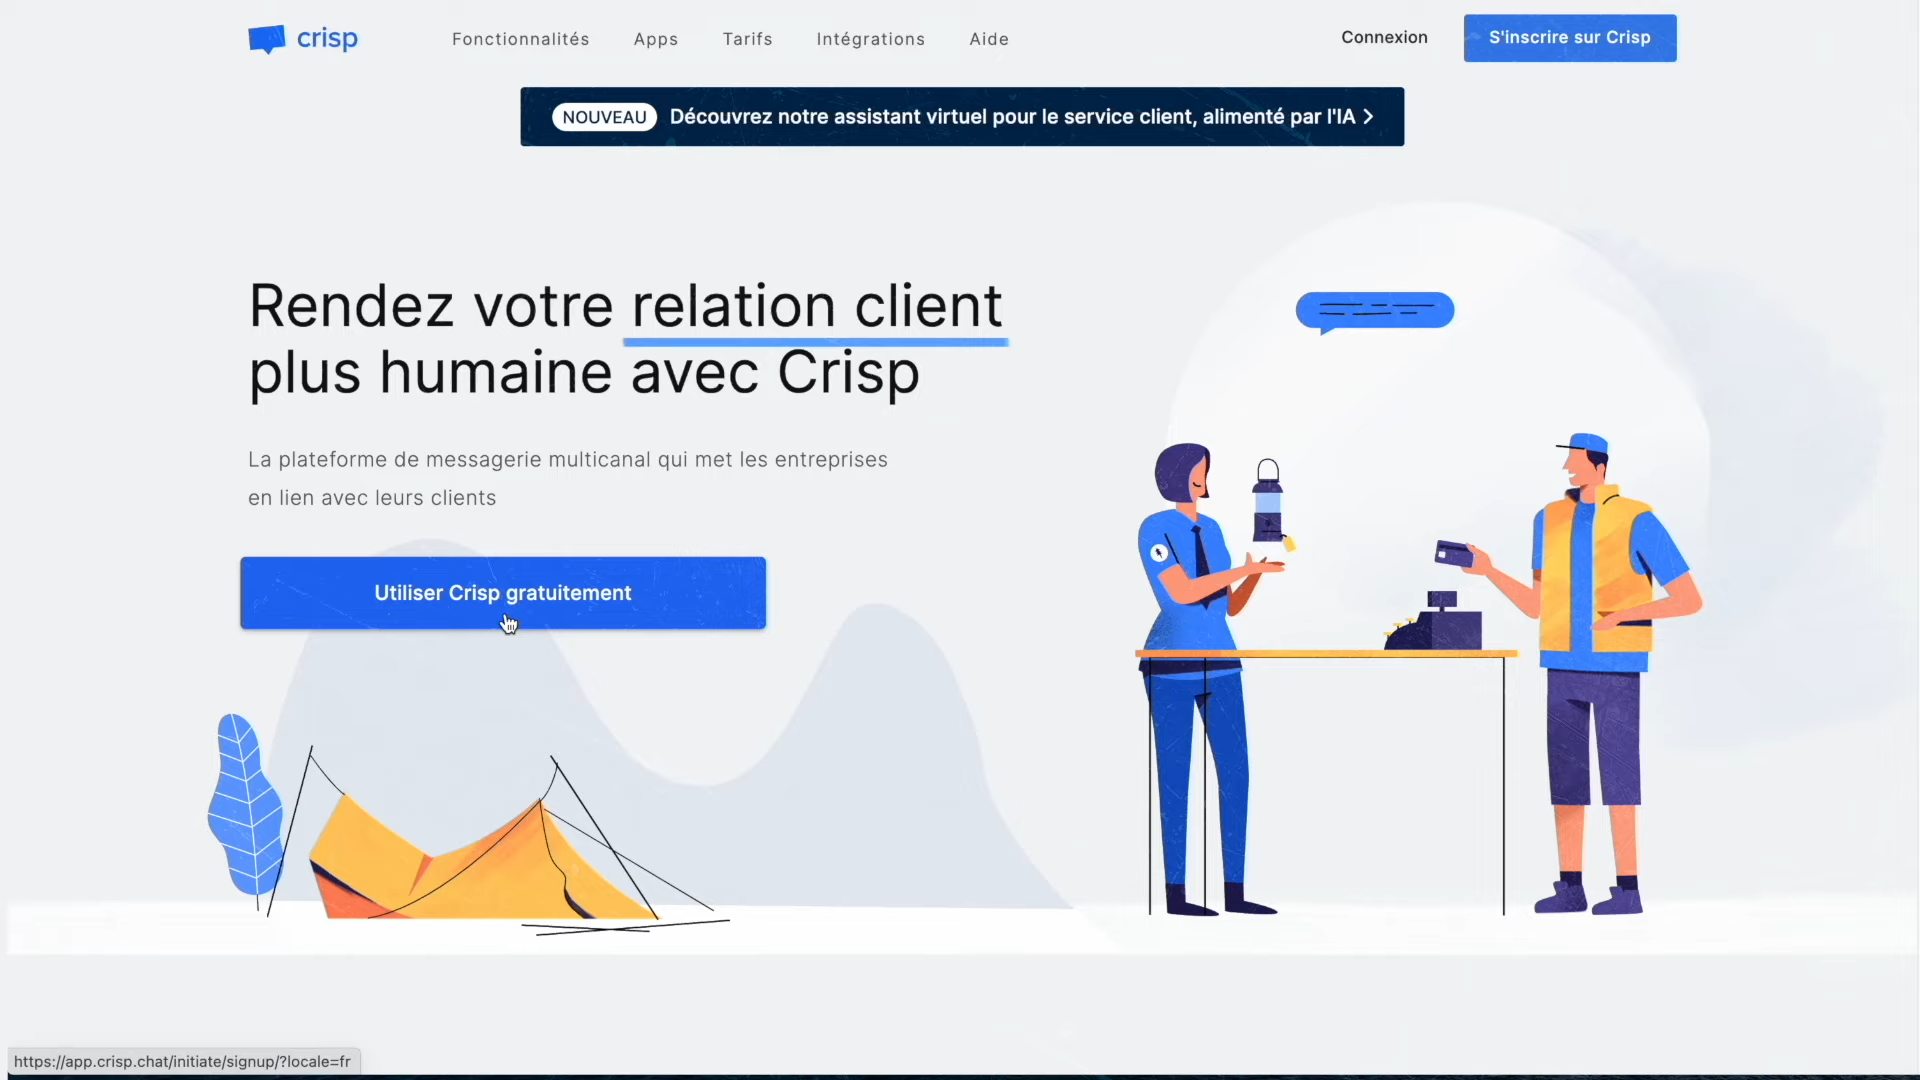 crisp
Fonctionnalités
Apps
Tarifs
Intégrations
Aide
Connexion
S'inscrire sur Crisp
NOUVEAU
Découvrez notre assistant virtuel pour le service client, alimenté par l'IA >
Rendez votre relation client
plus humaine avec Crisp
La plateforme de messagerie multicanal qui met les entreprises
en lien avec leurs clients
Utiliser Crisp gratuitement
https://app.crisp.chat/initiate/signup/?locale=fr